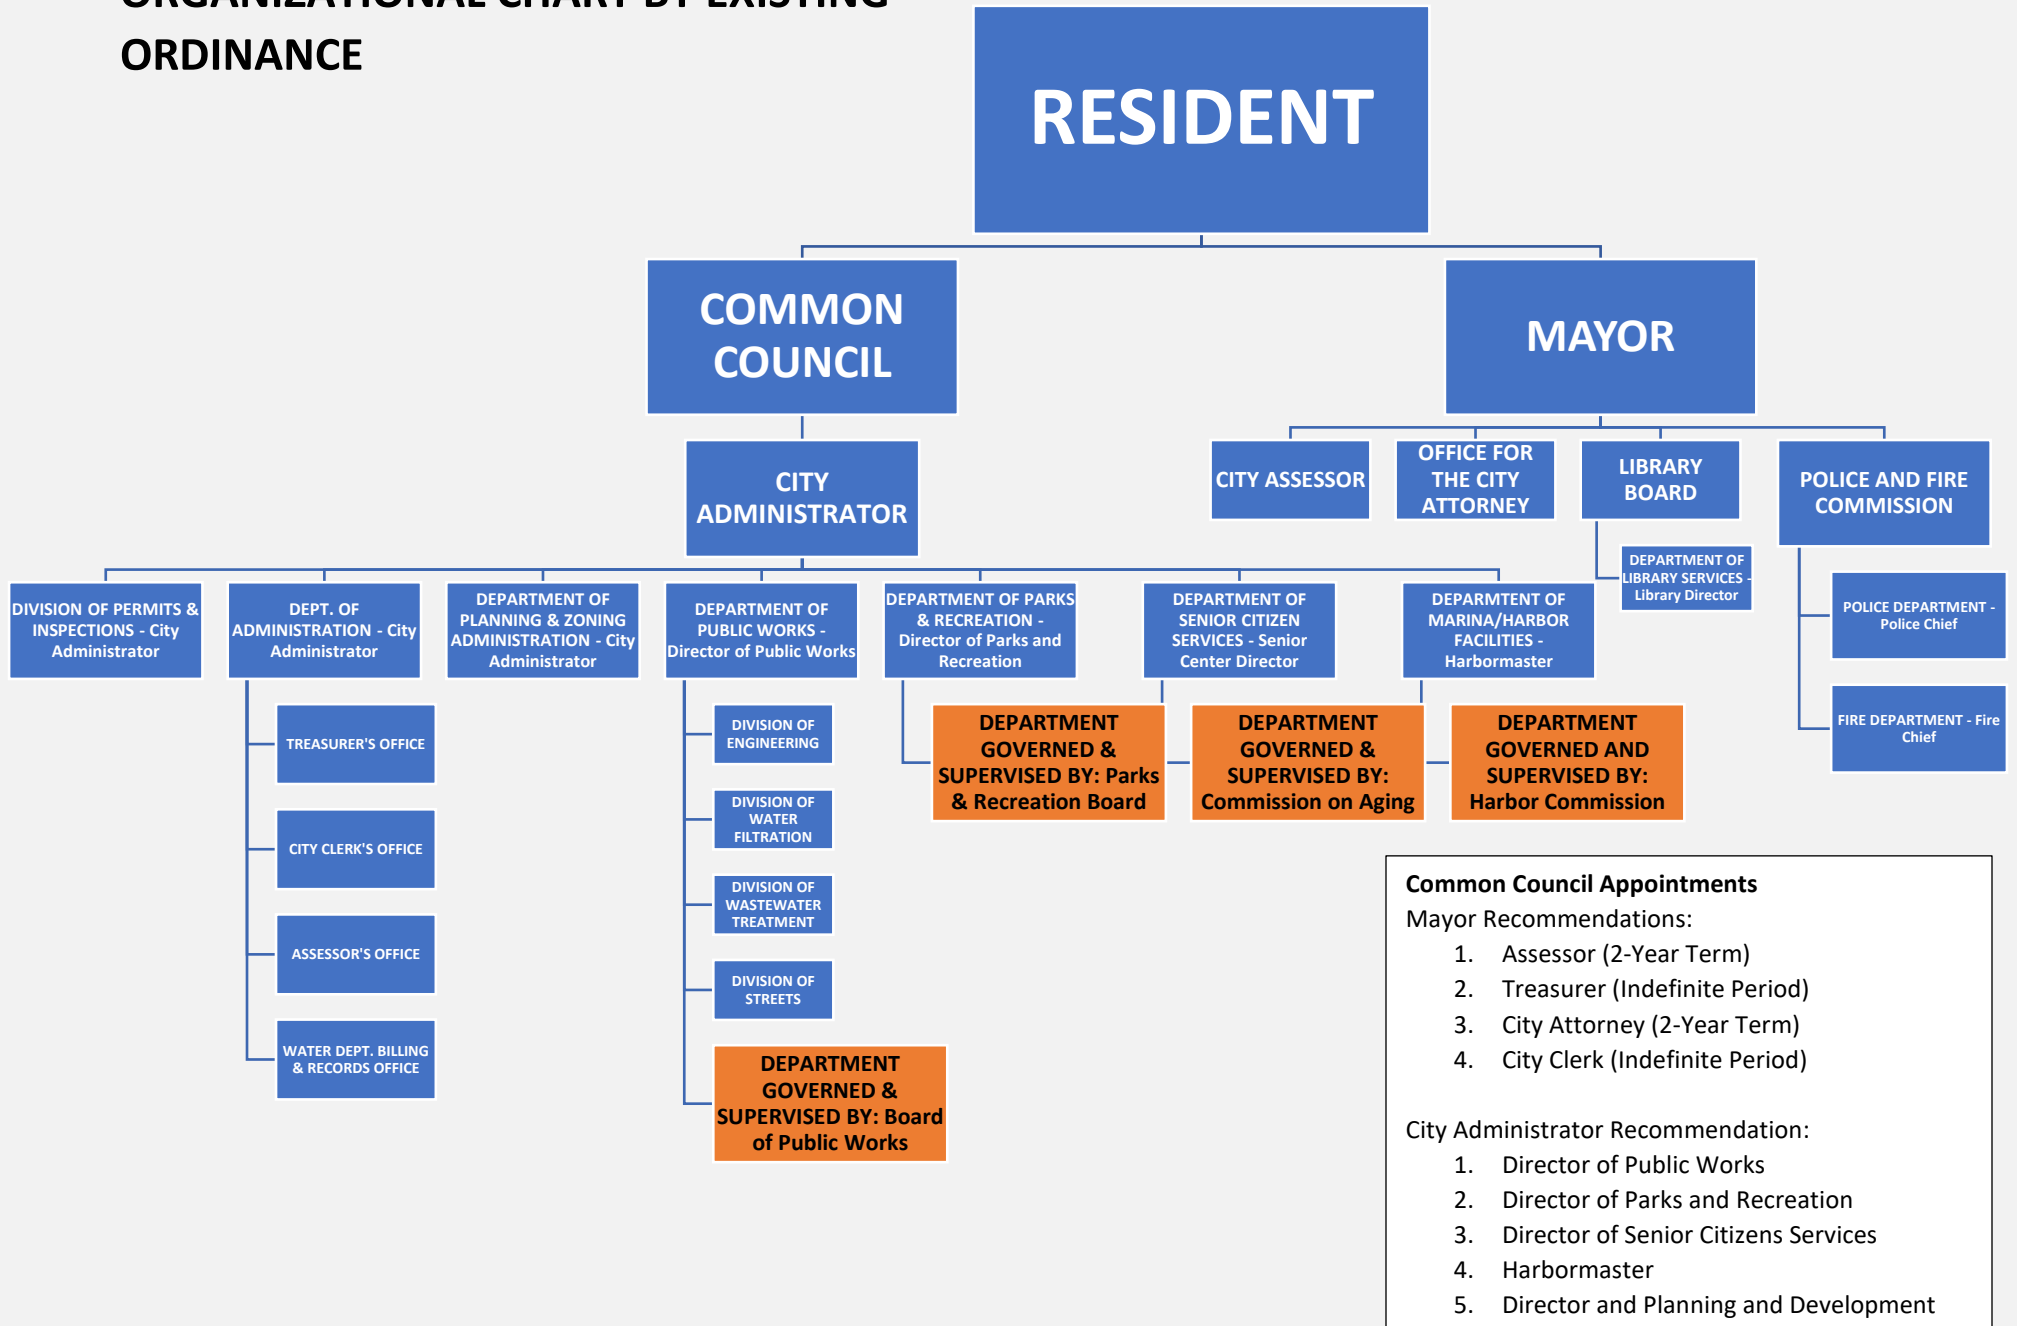 ORGANIZATIONAL CHART BY EXISTING
ORDINANCE
RESIDENT
COMMON
COUNCIL
MAYOR
CITY
ADMINISTRATOR
CITY ASSESSOR
OFFICE FOR
THE CITY
ATTORNEY
LIBRARY
BOARD
POLICE AND FIRE
COMMISSION
DEPARTMENT OF
LIBRARY SERVICES -
Library Director
POLICE DEPARTMENT -
Police Chief
FIRE DEPARTMENT - Fire
Chief
DIVISION OF PERMITS &
INSPECTIONS - City
Administrator
DEPT. OF
ADMINISTRATION - City
Administrator
DEPARTMENT OF
PLANNING & ZONING
ADMINISTRATION - City
Administrator
DEPARTMENT OF
PUBLIC WORKS -
Director of Public Works
DEPARTMENT OF PARKS
& RECREATION -
Director of Parks and
Recreation
DEPARTMENT OF
SENIOR CITIZEN
SERVICES - Senior
Center Director
DEPARMTENT OF
MARINA/HARBOR
FACILITIES -
Harbormaster
TREASURER'S OFFICE
CITY CLERK'S OFFICE
ASSESSOR'S OFFICE
WATER DEPT. BILLING
& RECORDS OFFICE
DIVISION OF
ENGINEERING
DIVISION OF
WATER
FILTRATION
DIVISION OF
WASTEWATER
TREATMENT
DIVISION OF
STREETS
DEPARTMENT
GOVERNED &
SUPERVISED BY: Board
of Public Works
DEPARTMENT
GOVERNED &
SUPERVISED BY: Parks
& Recreation Board
DEPARTMENT
GOVERNED &
SUPERVISED BY:
Commission on Aging
DEPARTMENT
GOVERNED AND
SUPERVISED BY:
Harbor Commission
Common Council Appointments
Mayor Recommendations:
1. Assessor (2-Year Term)
2. Treasurer (Indefinite Period)
3. City Attorney (2-Year Term)
4. City Clerk (Indefinite Period)
City Administrator Recommendation:
1. Director of Public Works
2. Director of Parks and Recreation
3. Director of Senior Citizens Services
4. Harbormaster
5. Director and Planning and Development